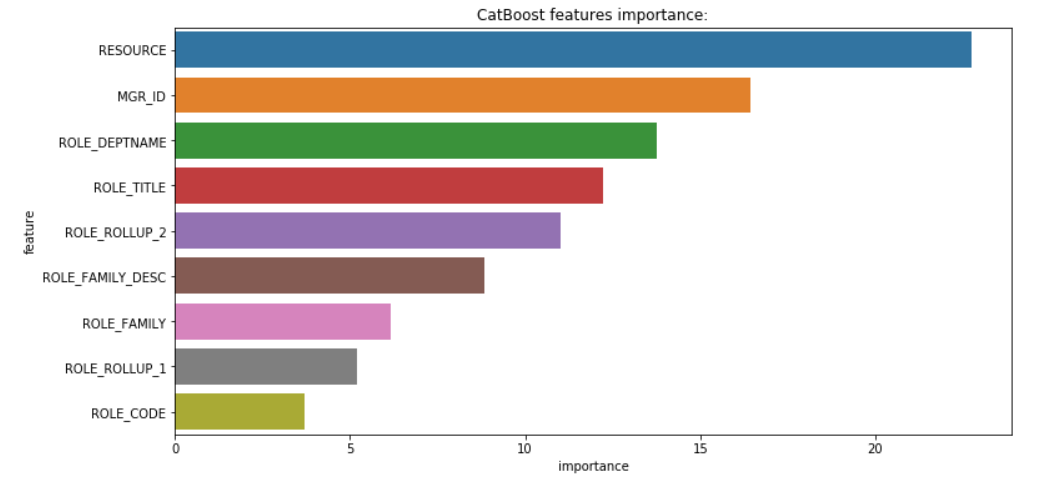 CatBoost features importance:
RESOURCE
MGR_ID
ROLE_DEPTNAME
ROLE_TITLE
ROLE_ROLLUP_2
ROLE_FAMILY_DESC
ROLE_FAMILY
ROLE_ROLLUP_1
ROLE_CODE
feature
0 5 10 15 20
importance